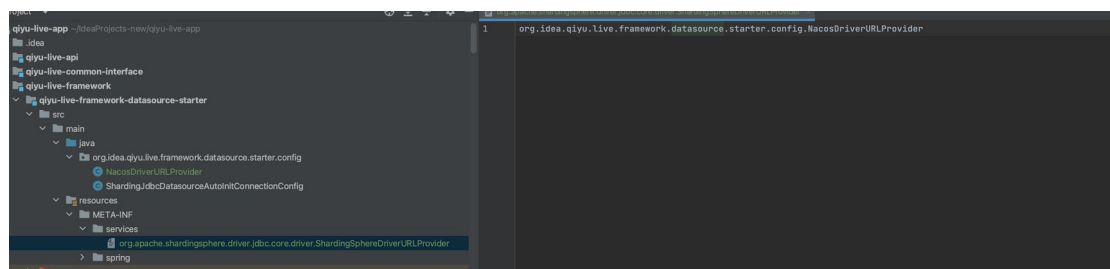 qiyu-live-app ~/IdeaProjects-new/qiyu-live-app
.idea
qiyu-live-api
qiyu-live-common-interface
qiyu-live-framework
qiyu-live-framework-datasource-starter
src
main
java
org.idea.qiyu.live.framework.datasource.starter.config
NacosDriverURLProvider
ShardingJdbcDatasourceAutoInitConnectionConfig
resources
META-INF
services
org.apache.shardingsphere.driver.jdbc.core.driver.ShardingSphereDriverURLProvider
spring
org.apache.shardingsphere.driver.jdbc.core.driver.ShardingSphereDriverURLProvider
1 org.idea.qiyu.live.framework.datasource.starter.config.NacosDriverURLProvider